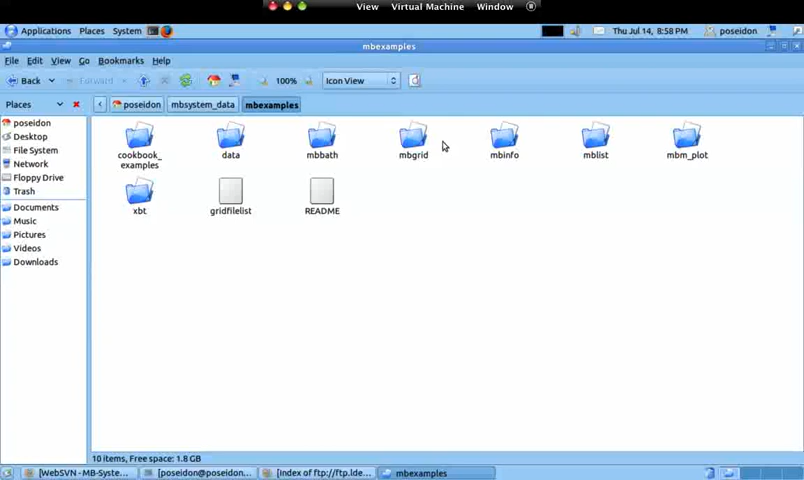 View Virtual Machine Window
Applications Places System Thu Jul 14, 8:58 PM poseidon
mbexamples
File Edit View Go Bookmarks Help
Back Forward 100% Icon View
Places poseidon mbsystem_data mbexamples
poseidon
Desktop
File System
Network
Floppy Drive
Trash
Documents
Music
Pictures
Videos
Downloads
cookbook_
examples
data
mbbath
mbgrid
mbinfo
mblist
mbm_plot
xbt
gridfilelist
README
10 items, Free space: 1.8 GB
[WebSVN - MB-Syste... [poseidon@poseidon... [Index of ftp://ftp.lde... mbexamples